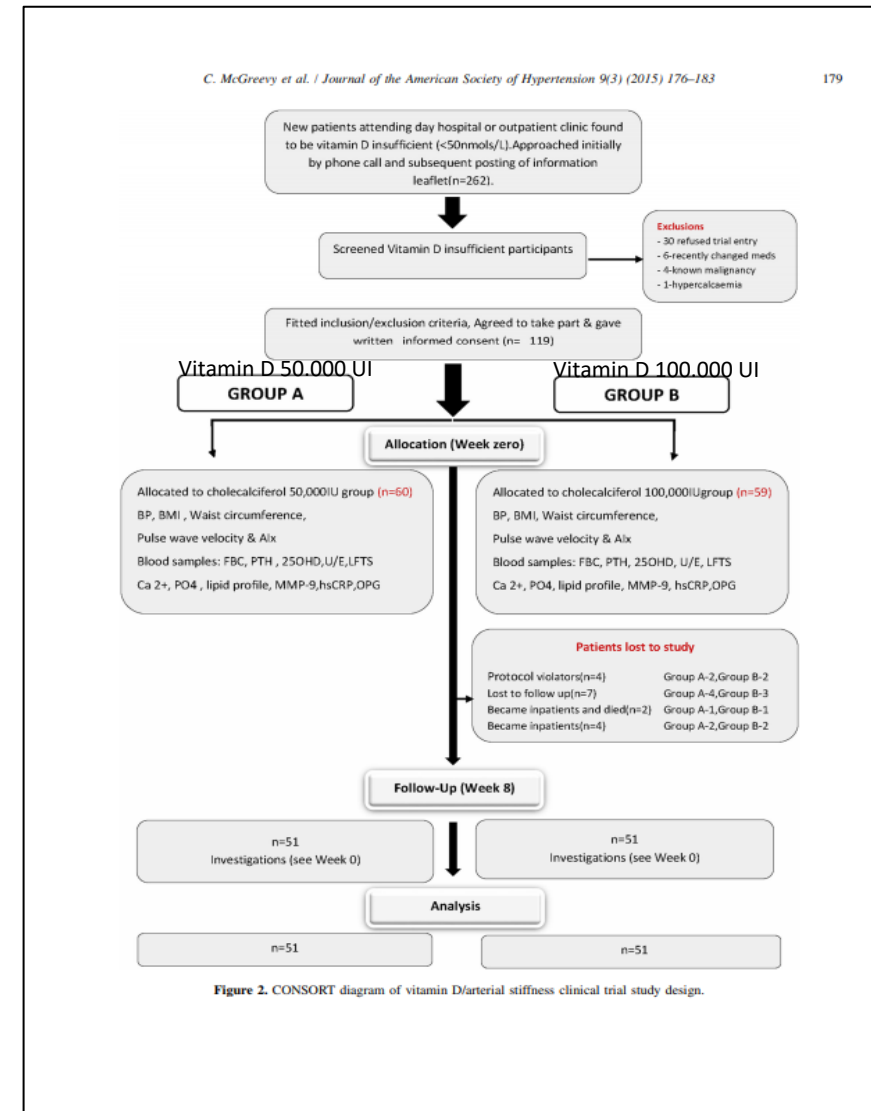 C. McGreevy et al. / Journal of the American Society of Hypertension 9(3) (2015) 176–183 179
New patients attending day hospital or outpatient clinic found
to be vitamin D insufficient (<50nmols/L).Approached initially
by phone call and subsequent posting of information
leaflet(n=262).
Screened Vitamin D insufficient participants
Exclusions
- 30 refused trial entry
- 6-recently changed meds
- 4-known malignancy
- 1-hypercalcaemia
Fitted inclusion/exclusion criteria, Agreed to take part & gave
written informed consent (n= 119)
Vitamin D 50.000 UI
GROUP A
Vitamin D 100.000 UI
GROUP B
Allocation (Week zero)
Allocated to cholecalciferol 50,000IU group (n=60)
BP, BMI , Waist circumference,
Pulse wave velocity & AIx
Blood samples: FBC, PTH , 25OHD,U/E,LFTS
Ca 2+, PO4 , lipid profile, MMP-9,hsCRP,OPG
Allocated to cholecalciferol 100,000IUgroup (n=59)
BP, BMI, Waist circumference,
Pulse wave velocity & AIx
Blood samples: FBC, PTH, 25OHD, U/E, LFTS
Ca 2+, PO4, lipid profile, MMP-9, hsCRP,OPG
Patients lost to study
Protocol violators(n=4) Group A-2,Group B-2
Lost to follow up(n=7) Group A-4,Group B-3
Became inpatients and died(n=2) Group A-1,Group B-1
Became inpatients(n=4) Group A-2,Group B-2
Follow-Up (Week 8)
n=51
Investigations (see Week 0)
n=51
Investigations (see Week 0)
Analysis
n=51
n=51
Figure 2. CONSORT diagram of vitamin D/arterial stiffness clinical trial study design.